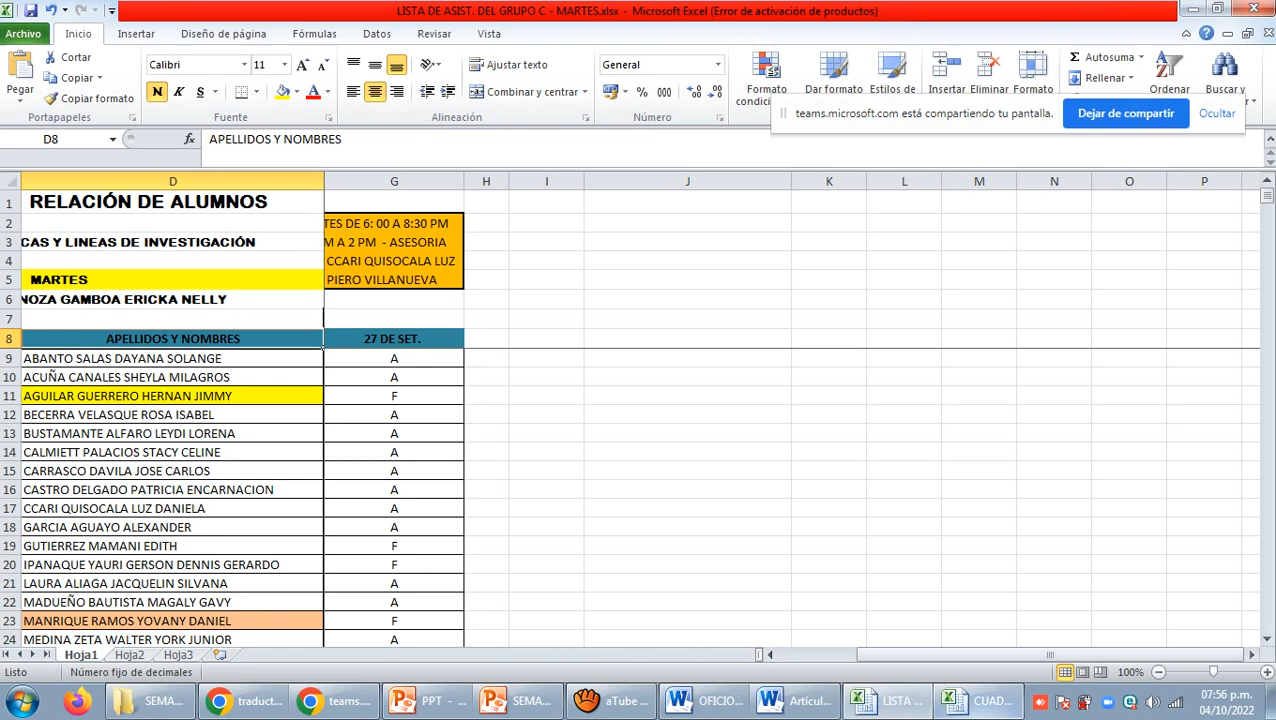 LISTA DE ASIST. DEL GRUPO C - MARTES.xlsx - Microsoft Excel (Error de activación de productos)
Archivo Inicio Insertar Diseño de página Fórmulas Datos Revisar Vista
Pegar Cortar Copiar Copiar formato
Calibri 11
N K S
Ajustar texto
Combinar y centrar
General
% 000
Formato condici
Dar formato
Estilos de
Insertar Eliminar Formato
Σ Autosuma
Rellenar
Ordenar
Buscar
Portapapeles Fuente Alineación Número
teams.microsoft.com está compartiendo tu pantalla. Dejar de compartir Ocultar
D8 fx APELLIDOS Y NOMBRES
D G H I J K L M N O P
1 RELACIÓN DE ALUMNOS
2 TES DE 6: 00 A 8:30 PM
3 CAS Y LINEAS DE INVESTIGACIÓN M A 2 PM - ASESORIA
4 CCARI QUISOCALA LUZ
5 MARTES PIERO VILLANUEVA
6 NOZA GAMBOA ERICKA NELLY
7
8 APELLIDOS Y NOMBRES 27 DE SET.
9 ABANTO SALAS DAYANA SOLANGE A
10 ACUÑA CANALES SHEYLA MILAGROS A
11 AGUILAR GUERRERO HERNAN JIMMY F
12 BECERRA VELASQUE ROSA ISABEL A
13 BUSTAMANTE ALFARO LEYDI LORENA A
14 CALMIETT PALACIOS STACY CELINE A
15 CARRASCO DAVILA JOSE CARLOS A
16 CASTRO DELGADO PATRICIA ENCARNACION A
17 CCARI QUISOCALA LUZ DANIELA A
18 GARCIA AGUAYO ALEXANDER A
19 GUTIERREZ MAMANI EDITH F
20 IPANAQUE YAURI GERSON DENNIS GERARDO F
21 LAURA ALIAGA JACQUELIN SILVANA A
22 MADUEÑO BAUTISTA MAGALY GAVY A
23 MANRIQUE RAMOS YOVANY DANIEL F
24 MEDINA ZETA WALTER YORK JUNIOR A
Hoja1 Hoja2 Hoja3
Listo Número fijo de decimales 100%
SEMA... traduct... teams.... PPT - ... SEMA... aTube ... OFICIO... Artícul... LISTA ... CUAD...
07:56 p.m.
04/10/2022